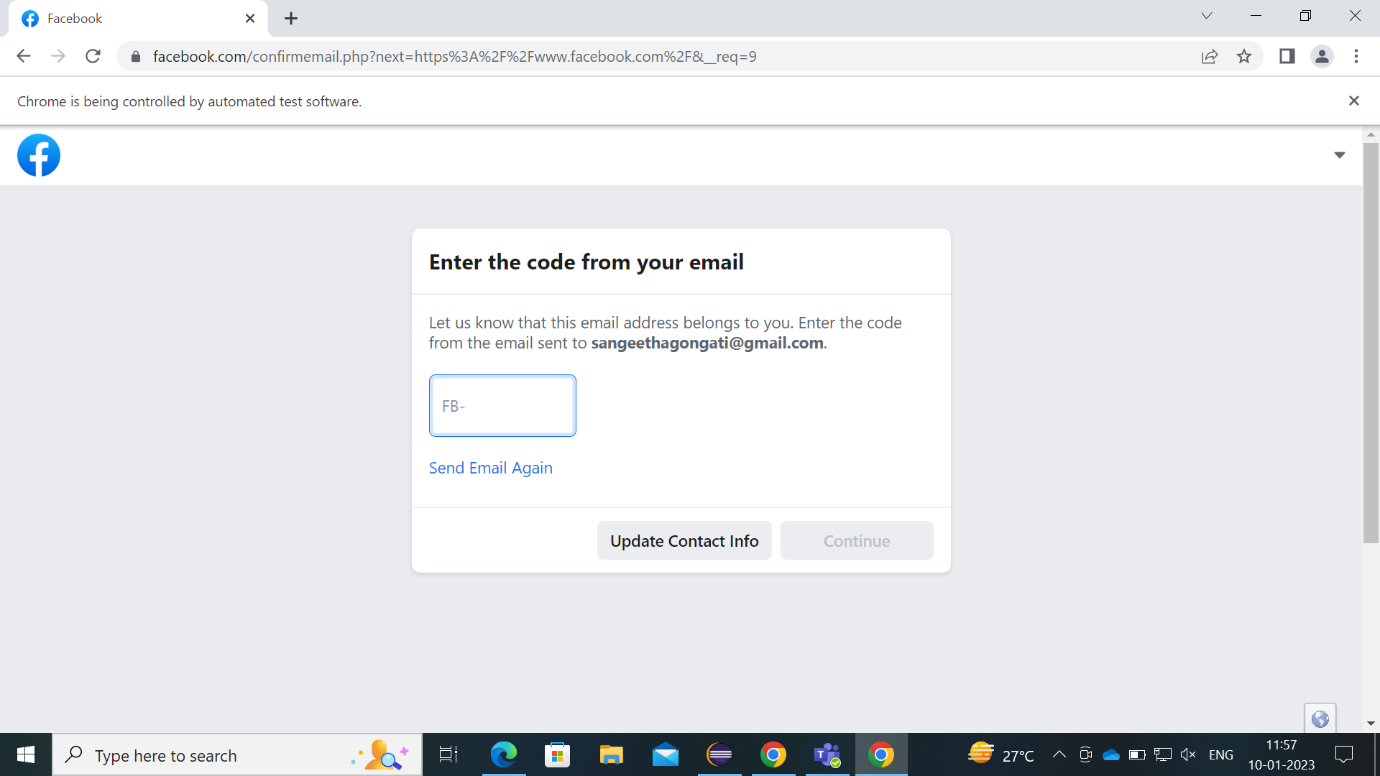 Facebook
facebook.com/confirmemail.php?next=https%3A%2F%2Fwww.facebook.com%2F&__req=9
Chrome is being controlled by automated test software.
Enter the code from your email
Let us know that this email address belongs to you. Enter the code
from the email sent to sangeethagongati@gmail.com.
FB-
Send Email Again
Update Contact Info
Continue
Type here to search
27°C
ENG
11:57
10-01-2023